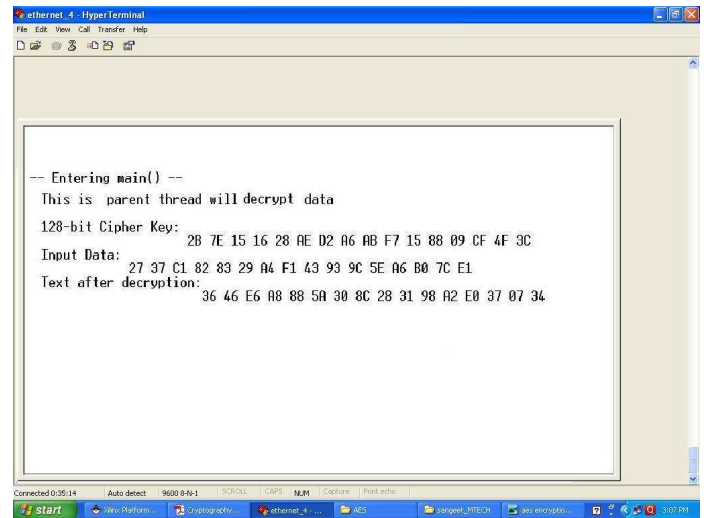 ethernet_4 - HyperTerminal
File Edit View Call Transfer Help
-- Entering main() --
This is parent thread will decrypt data
128-bit Cipher Key:
2B 7E 15 16 28 AE D2 A6 AB F7 15 88 09 CF 4F 3C
Input Data:
27 37 C1 82 83 29 A4 F1 43 93 9C 5E A6 B0 7C E1
Text after decryption:
36 46 E6 A8 88 5A 30 8C 28 31 98 A2 E0 37 07 34
Connected 0:35:14 Auto detect 9600 8-N-1 SCROLL CAPS NUM Capture Print echo
start Xilinx Platform... Cryptography... ethernet_4 - ... AES sangeet_MTECH aes encryptio... 3:07 PM